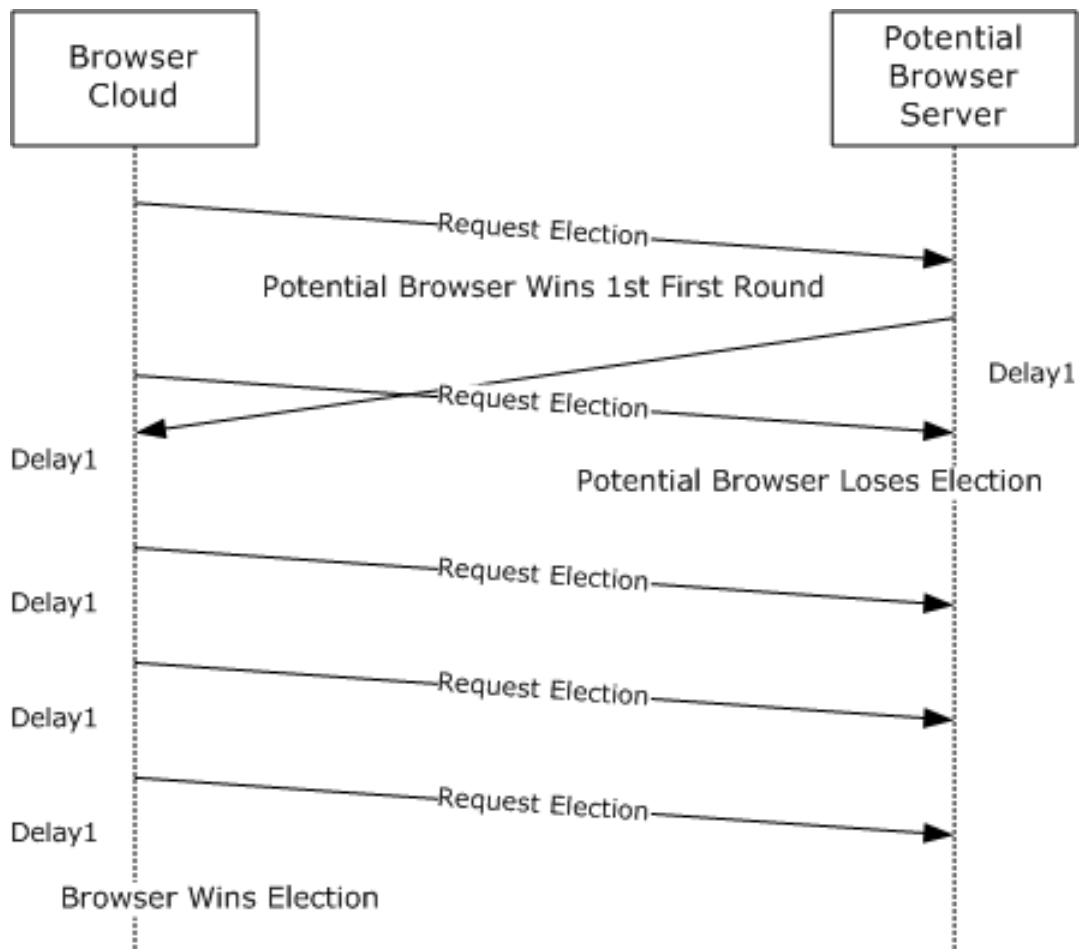 Browser
Cloud
Potential
Browser
Server
Request Election
Potential Browser Wins 1st First Round
Delay1
Request Election
Delay1
Potential Browser Loses Election
Request Election
Delay1
Request Election
Delay1
Request Election
Delay1
Browser Wins Election